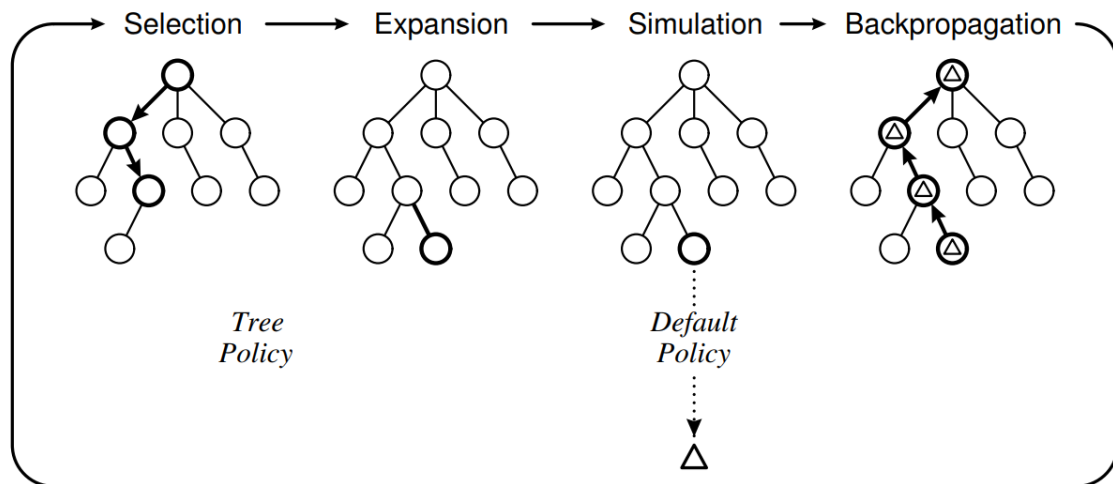 Selection Expansion Simulation Backpropagation
Tree
Policy
Default
Policy